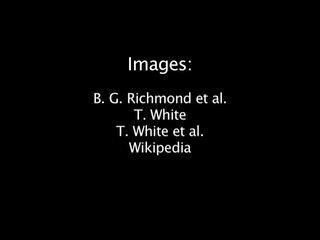 Images:
B. G. Richmond et al.
T. White
T. White et al.
Wikipedia